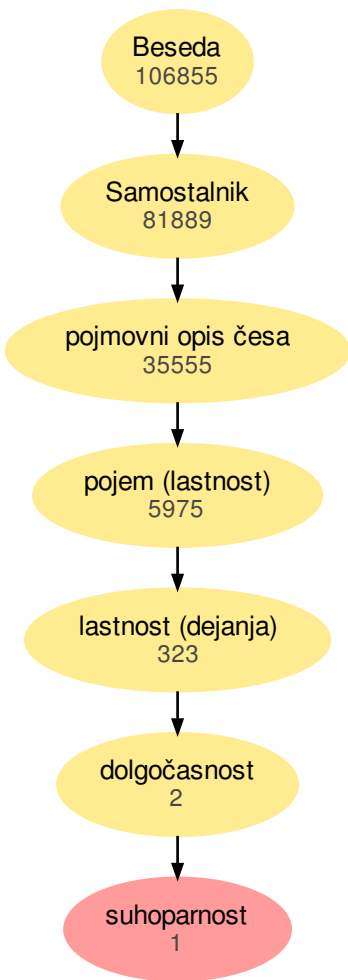 Beseda
106855
Samostalnik
81889
pojmovni opis česa
35555
pojem (lastnost)
5975
lastnost (dejanja)
323
dolgočasnost
2
suhoparnost
1